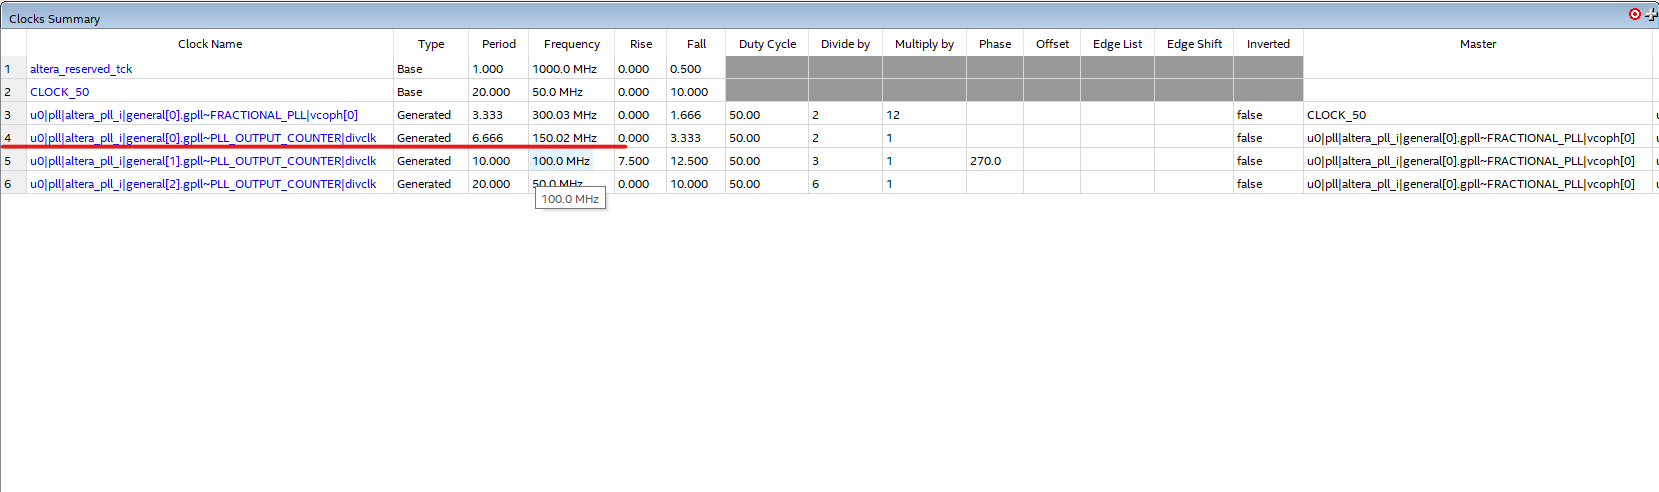 Clocks Summary
Clock Name Type Period Frequency Rise Fall Duty Cycle Divide by Multiply by Phase Offset Edge List Edge Shift Inverted Master
1 altera_reserved_tck Base 1.000 1000.0 MHz 0.000 0.500
2 CLOCK_50 Base 20.000 50.0 MHz 0.000 10.000
3 u0|pll|altera_pll_i|general[0].gpll~FRACTIONAL_PLL|vcoph[0] Generated 3.333 300.03 MHz 0.000 1.666 50.00 2 12 false CLOCK_50
4 u0|pll|altera_pll_i|general[0].gpll~PLL_OUTPUT_COUNTER|divclk Generated 6.666 150.02 MHz 0.000 3.333 50.00 2 1 false u0|pll|altera_pll_i|general[0].gpll~FRACTIONAL_PLL|vcoph[0]
5 u0|pll|altera_pll_i|general[1].gpll~PLL_OUTPUT_COUNTER|divclk Generated 10.000 100.0 MHz 7.500 12.500 50.00 3 1 270.0 false u0|pll|altera_pll_i|general[0].gpll~FRACTIONAL_PLL|vcoph[0]
6 u0|pll|altera_pll_i|general[2].gpll~PLL_OUTPUT_COUNTER|divclk Generated 20.000 50.0 MHz 0.000 10.000 50.00 6 1 false u0|pll|altera_pll_i|general[0].gpll~FRACTIONAL_PLL|vcoph[0]
100.0 MHz